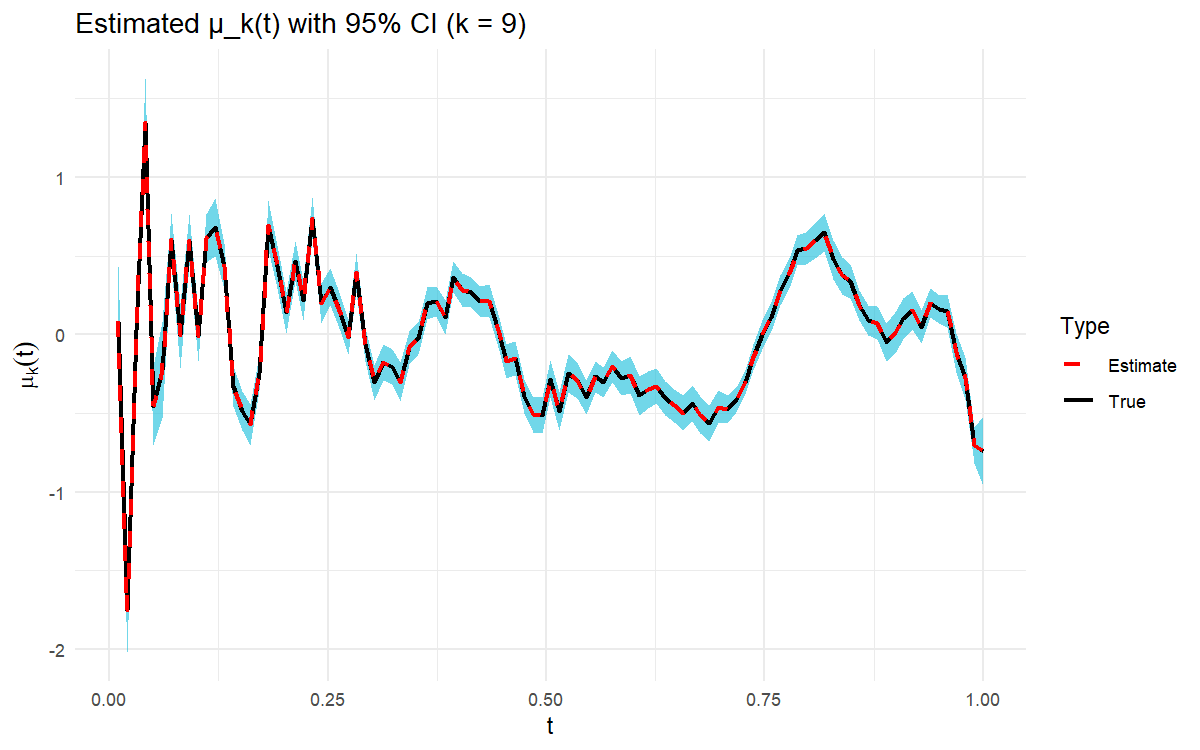 Estimated µ_k(t) with 95% CI (k = 9)
μₖ(t)
1
0
-1
-2
0.00 0.25 0.50 0.75 1.00
t
Type
Estimate
True